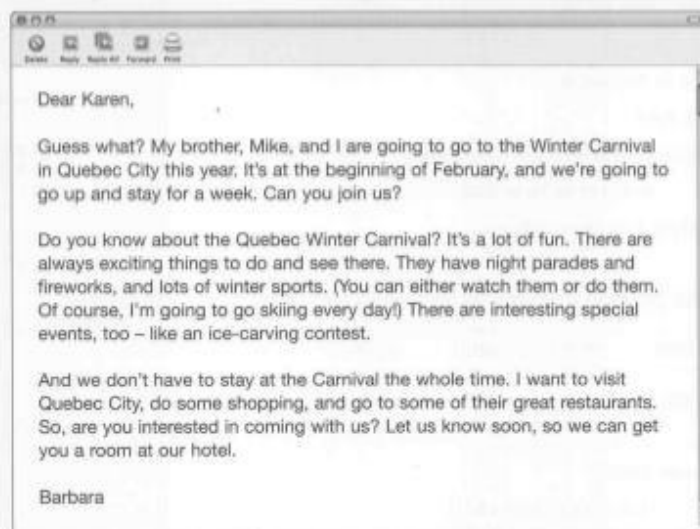 Delete Reply Reply All Forward Print
Dear Karen,
Guess what? My brother, Mike, and I are going to go to the Winter Carnival
in Quebec City this year. It's at the beginning of February, and we're going to
go up and stay for a week. Can you join us?
Do you know about the Quebec Winter Carnival? It's a lot of fun. There are
always exciting things to do and see there. They have night parades and
fireworks, and lots of winter sports. (You can either watch them or do them.
Of course, I'm going to go skiing every day!) There are interesting special
events, too – like an ice-carving contest.
And we don't have to stay at the Carnival the whole time. I want to visit
Quebec City, do some shopping, and go to some of their great restaurants.
So, are you interested in coming with us? Let us know soon, so we can get
you a room at our hotel.
Barbara